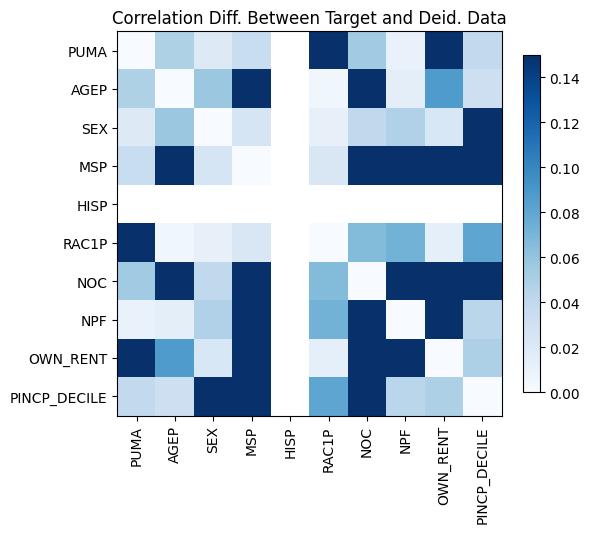 Correlation Diff. Between Target and Deid. Data
PUMA
AGEP
SEX
MSP
HISP
RAC1P
NOC
NPF
OWN_RENT
PINCP_DECILE
PUMA
AGEP
SEX
MSP
HISP
RAC1P
NOC
NPF
OWN_RENT
PINCP_DECILE
0.14
0.12
0.10
0.08
0.06
0.04
0.02
0.00